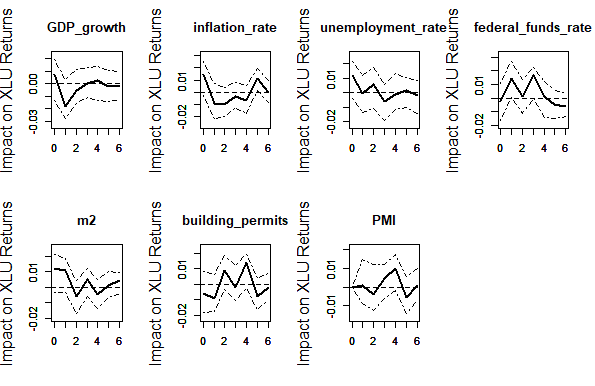 GDP_growth
Impact on XLU Returns
0.00
-0.03
0 2 4 6
inflation_rate
Impact on XLU Returns
0.01
-0.02
0 2 4 6
unemployment_rate
Impact on XLU Returns
0.01
-0.02
0 2 4 6
federal_funds_rate
Impact on XLU Returns
0.01
-0.02
0 2 4 6
m2
Impact on XLU Returns
0.01
-0.02
0 2 4 6
building_permits
Impact on XLU Returns
0.01
-0.02
0 2 4 6
PMI
Impact on XLU Returns
0.01
-0.01
0 2 4 6